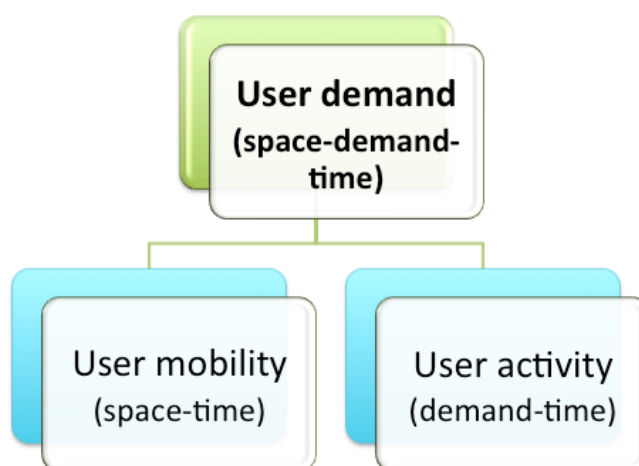 User demand
(space-demand-
time)
User mobility
(space-time)
User activity
(demand-time)